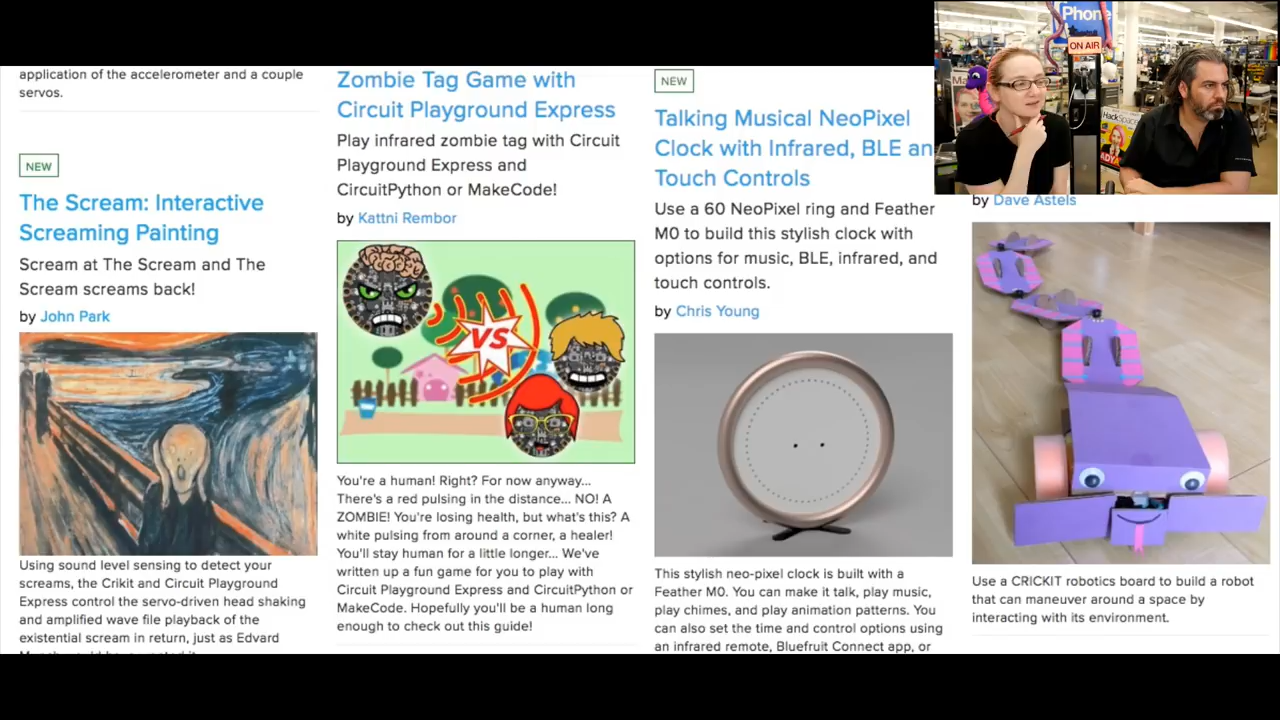 application of the accelerometer and a couple
servos.
NEW
The Scream: Interactive
Screaming Painting
Scream at The Scream and The
Scream screams back!
by John Park
Using sound level sensing to detect your
screams, the Crikit and Circuit Playground
Express control the servo-driven head shaking
and amplified wave file playback of the
existential scream in return, just as Edvard
Zombie Tag Game with
Circuit Playground Express
Play infrared zombie tag with Circuit
Playground Express and
CircuitPython or MakeCode!
by Kattni Rembor
VS
You're a human! Right? For now anyway...
There's a red pulsing in the distance... NO! A
ZOMBIE! You're losing health, but what's this? A
white pulsing from around a corner, a healer!
You'll stay human for a little longer... We've
written up a fun game for you to play with
Circuit Playground Express and CircuitPython or
MakeCode. Hopefully you'll be a human long
enough to check out this guide!
NEW
Talking Musical NeoPixel
Clock with Infrared, BLE an
Touch Controls
Use a 60 NeoPixel ring and Feather
M0 to build this stylish clock with
options for music, BLE, infrared, and
touch controls.
by Chris Young
This stylish neo-pixel clock is built with a
Feather M0. You can make it talk, play music,
play chimes, and play animation patterns. You
can also set the time and control options using
an infrared remote, Bluefruit Connect app, or
Phone
ON AIR
HackSpace
by Dave Astels
Use a CRICKIT robotics board to build a robot
that can maneuver around a space by
interacting with its environment.